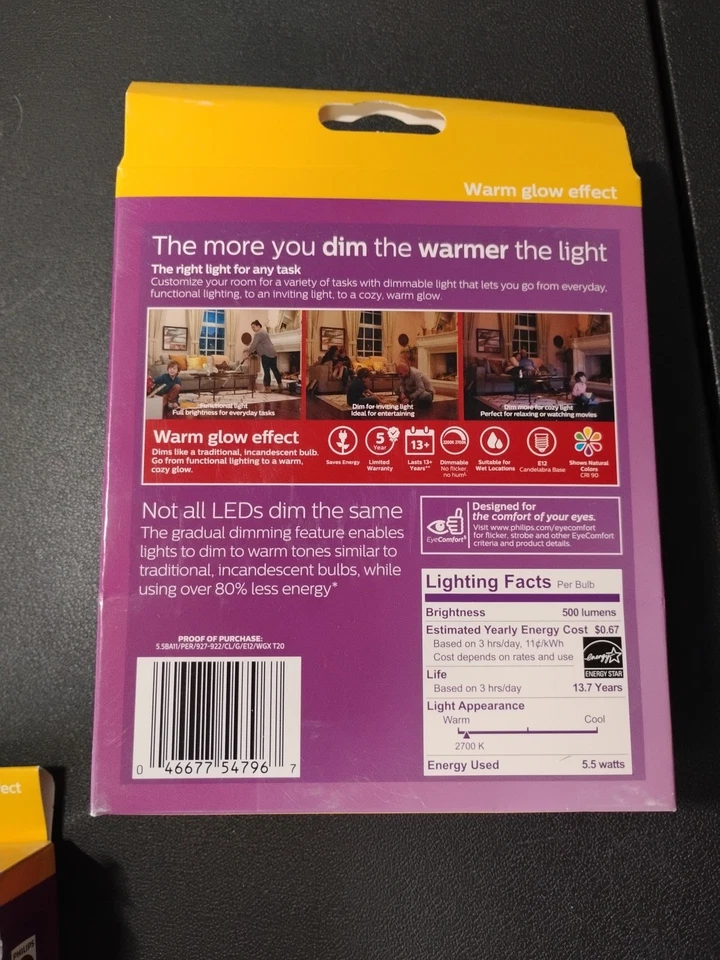 Warm glow effect
The more you dim the warmer the light
The right light for any task
Customize your room for a variety of tasks with dimmable light that lets you go from everyday,
functional lighting, to an inviting light, to a cozy, warm glow.
Functional light
Full brightness for everyday tasks
Dim for inviting light
Ideal for entertaining
Dim more for cozy light
Perfect for relaxing or watching movies
Warm glow effect
Dims like a traditional, incandescent bulb.
Go from functional lighting to a warm,
cozy glow.
Saves Energy
5
Year
Limited
Warranty
13+
Lasts 13+
Years**
Dimmable
No flicker,
no hum
Suitable for
Wet Locations
E12
Candelabra Base
Shows Natural
Colors
CRI 90
Not all LEDs dim the same
The gradual dimming feature enables
lights to dim to warm tones similar to
traditional, incandescent bulbs, while
using over 80% less energy*
EyeComfort
Designed for
the comfort of your eyes.
Visit www.philips.com/eyecomfort
for flicker, strobe and other EyeComfort
criteria and product details.
Lighting Facts Per Bulb
Brightness 500 lumens
Estimated Yearly Energy Cost $0.67
Based on 3 hrs/day, 11¢/kWh
Cost depends on rates and use
energy
ENERGY STAR
Life
Based on 3 hrs/day 13.7 Years
Light Appearance
Warm Cool
2700 K
Energy Used 5.5 watts
PROOF OF PURCHASE:
5.5BA11/PER/927-922/CL/G/E12/WGX T20
0 46677 54796 7
ect
PHILIPS